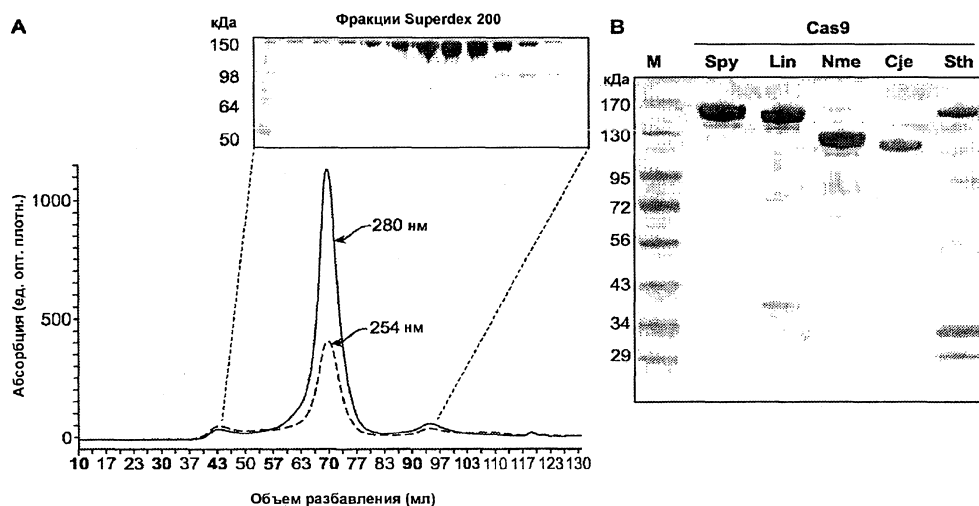 A
Фракции Superdex 200
кДа
150
98
64
50
1000
500
0
Абсорбция (ед. опт. плотн.)
280 нм
254 нм
10 17 23 30 37 43 50 57 63 70 77 83 90 97 103 110 117 123 130
Объем разбавления (мл)
B
Cas9
M Spy Lin Nme Cje Sth
кДа
170
130
95
72
56
43
34
29